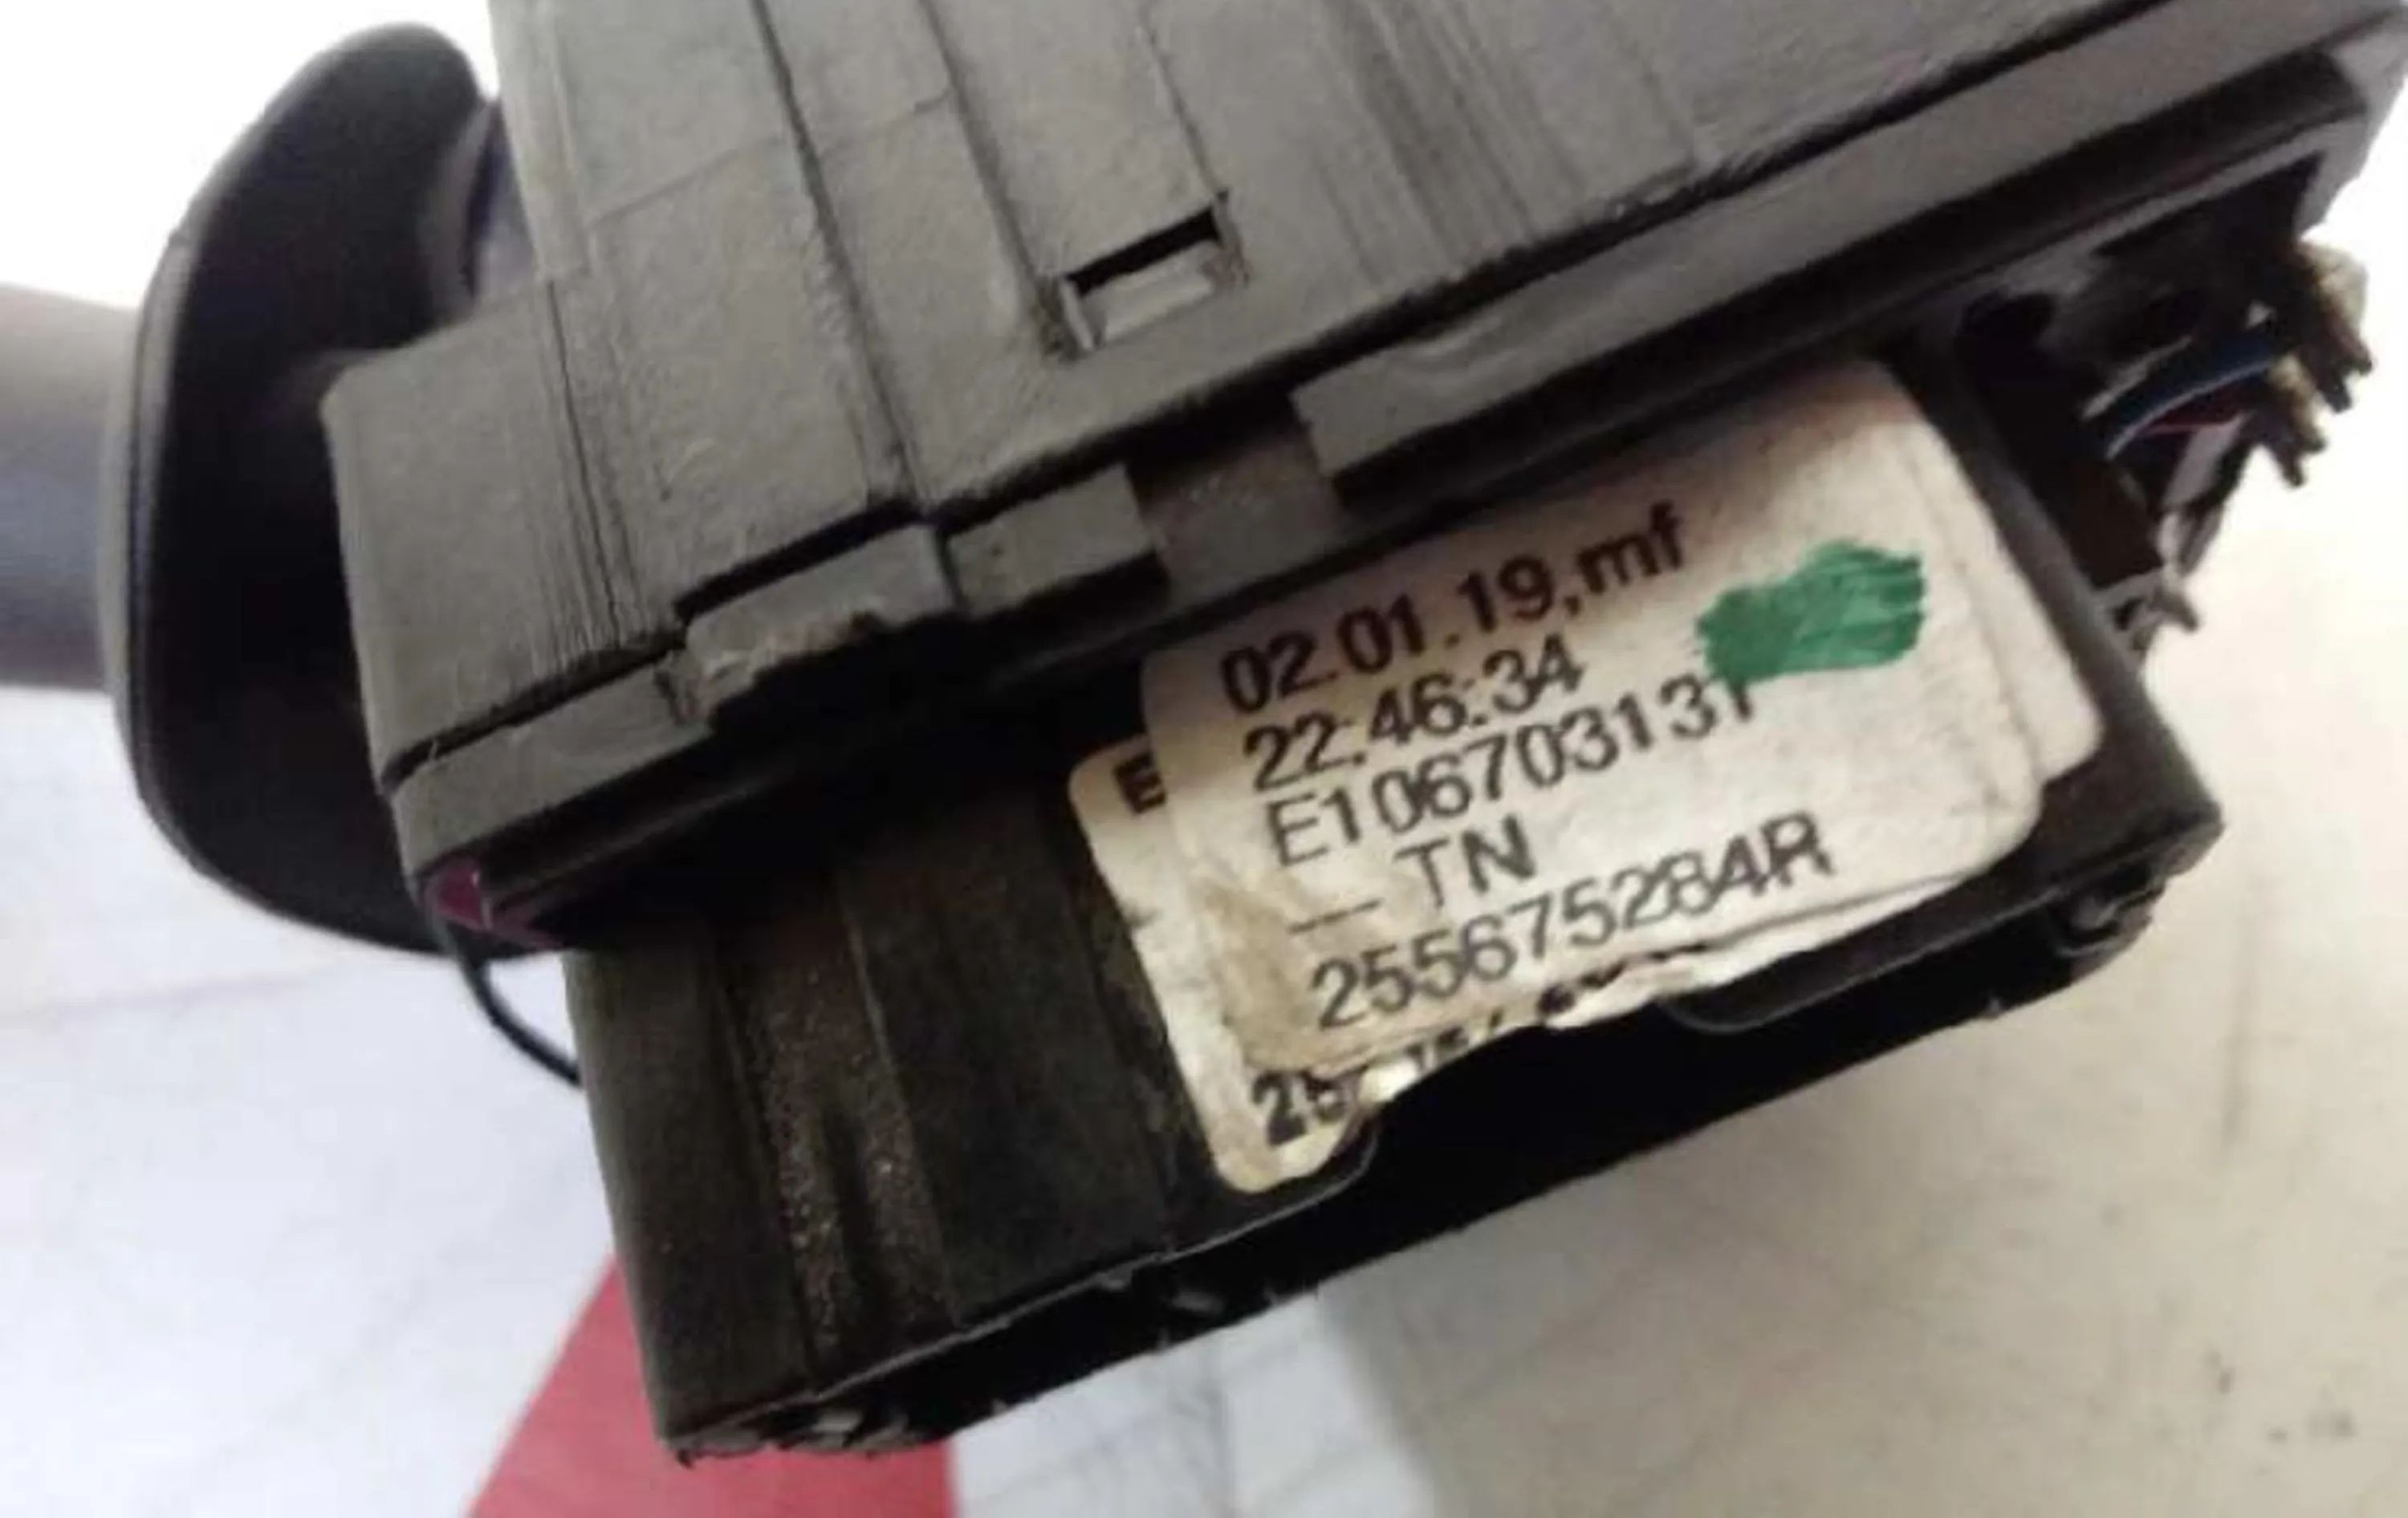 02.01.19,mf
22:46:34
E106703131
E
— TN
255675284R